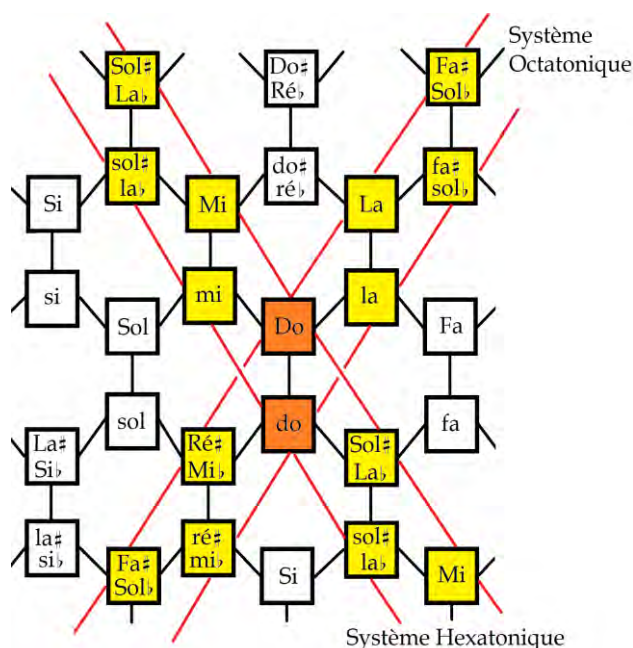 Système
Octatonique
Sol♯
La♭
Do♯
Ré♭
Fa♯
Sol♭
Si
sol♯
la♭
Mi
do♯
ré♭
La
fa♯
sol♭
si
Sol
mi
Do
la
Fa
La♯
Si♭
sol
Ré♯
Mi♭
do
Sol♯
La♭
fa
la♯
si♭
Fa♯
Sol♭
ré♯
mi♭
Si
sol♯
la♭
Mi
Système Hexatonique